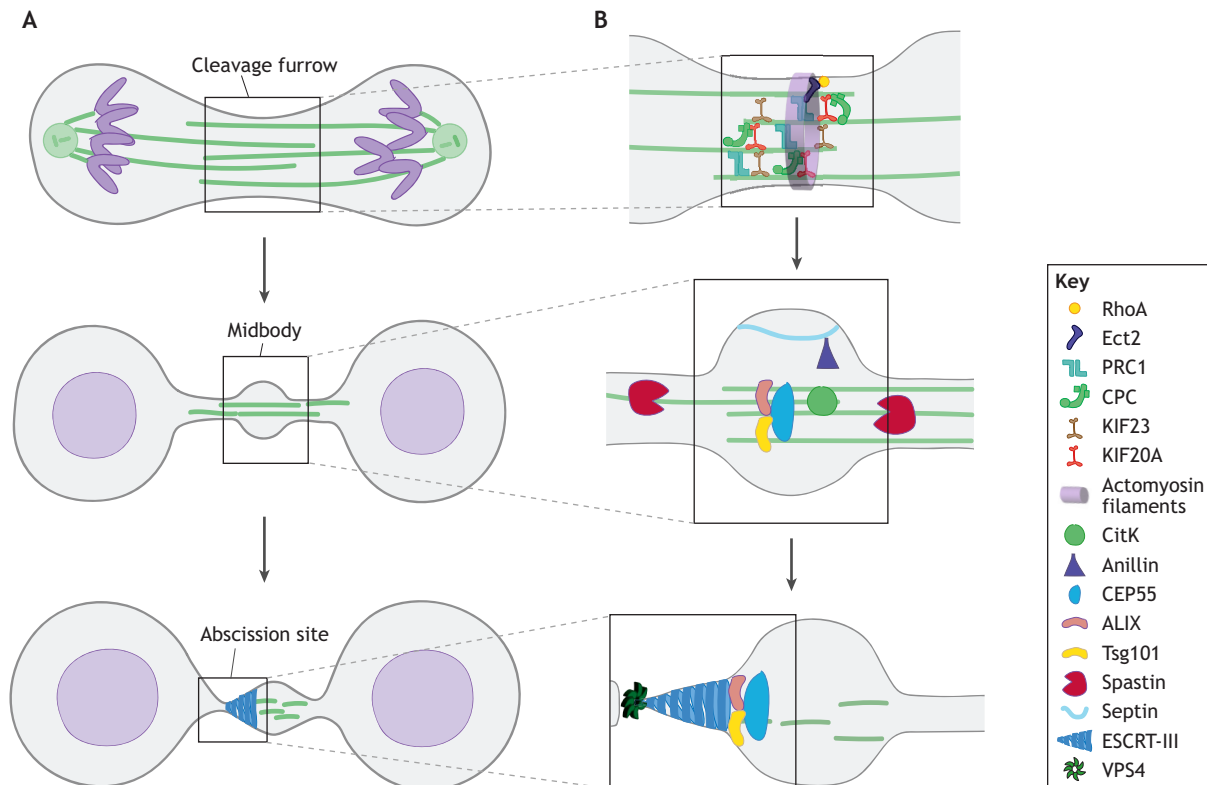 A
B
Cleavage furrow
Midbody
Abscission site
Key
RhoA
Ect2
PRC1
CPC
KIF23
KIF20A
Actomyosin
filaments
CitK
Anillin
CEP55
ALIX
Tsg101
Spastin
Septin
ESCRT-III
VPS4